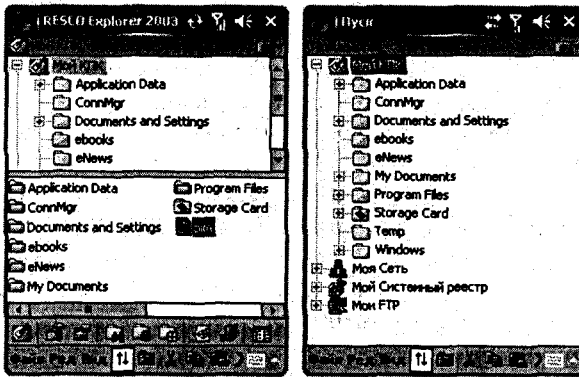 RESCO Explorer 2003
Application Data
ConnMgr
Documents and Settings
ebooks
eNews
Application Data
ConnMgr
Documents and Settings
ebooks
eNews
My Documents
Program Files
Storage Card
Пуск
Application Data
ConnMgr
Documents and Settings
ebooks
eNews
My Documents
Program Files
Storage Card
Temp
Windows
Моя Сеть
Мой Системный реестр
Мои FTP